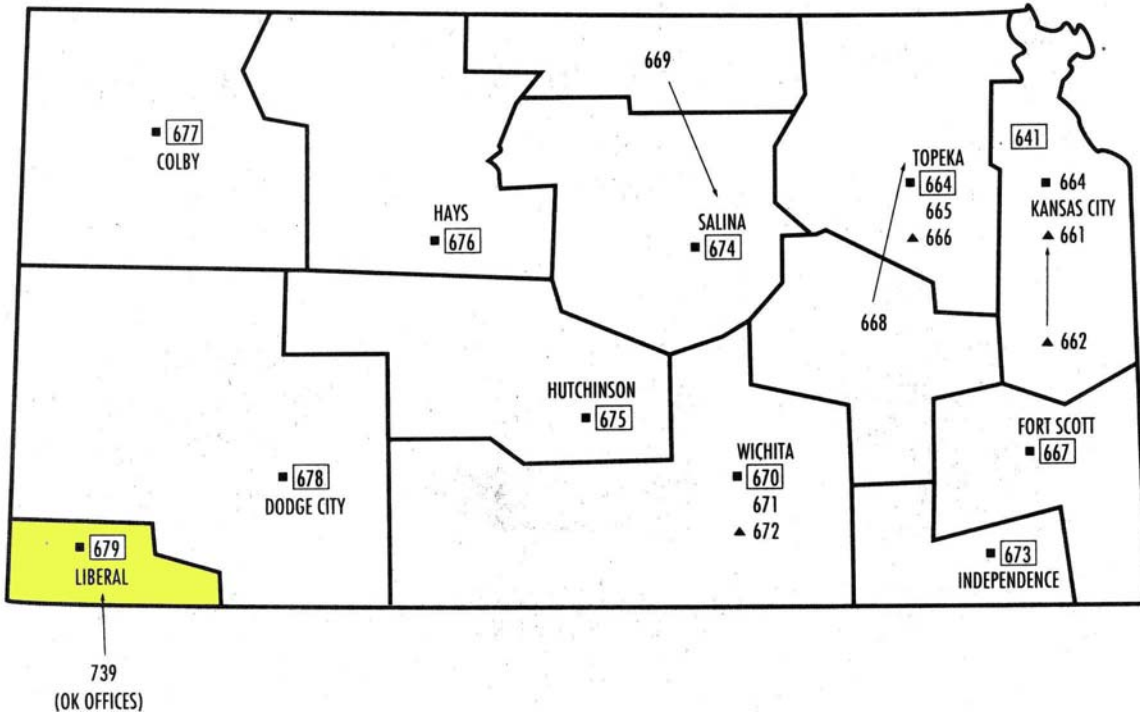 669
677
COLBY
641
TOPEKA
664
665
666
664
KANSAS CITY
661
HAYS
676
SALINA
674
668
662
HUTCHINSON
675
FORT SCOTT
667
WICHITA
670
671
672
678
DODGE CITY
679
LIBERAL
673
INDEPENDENCE
739
(OK OFFICES)